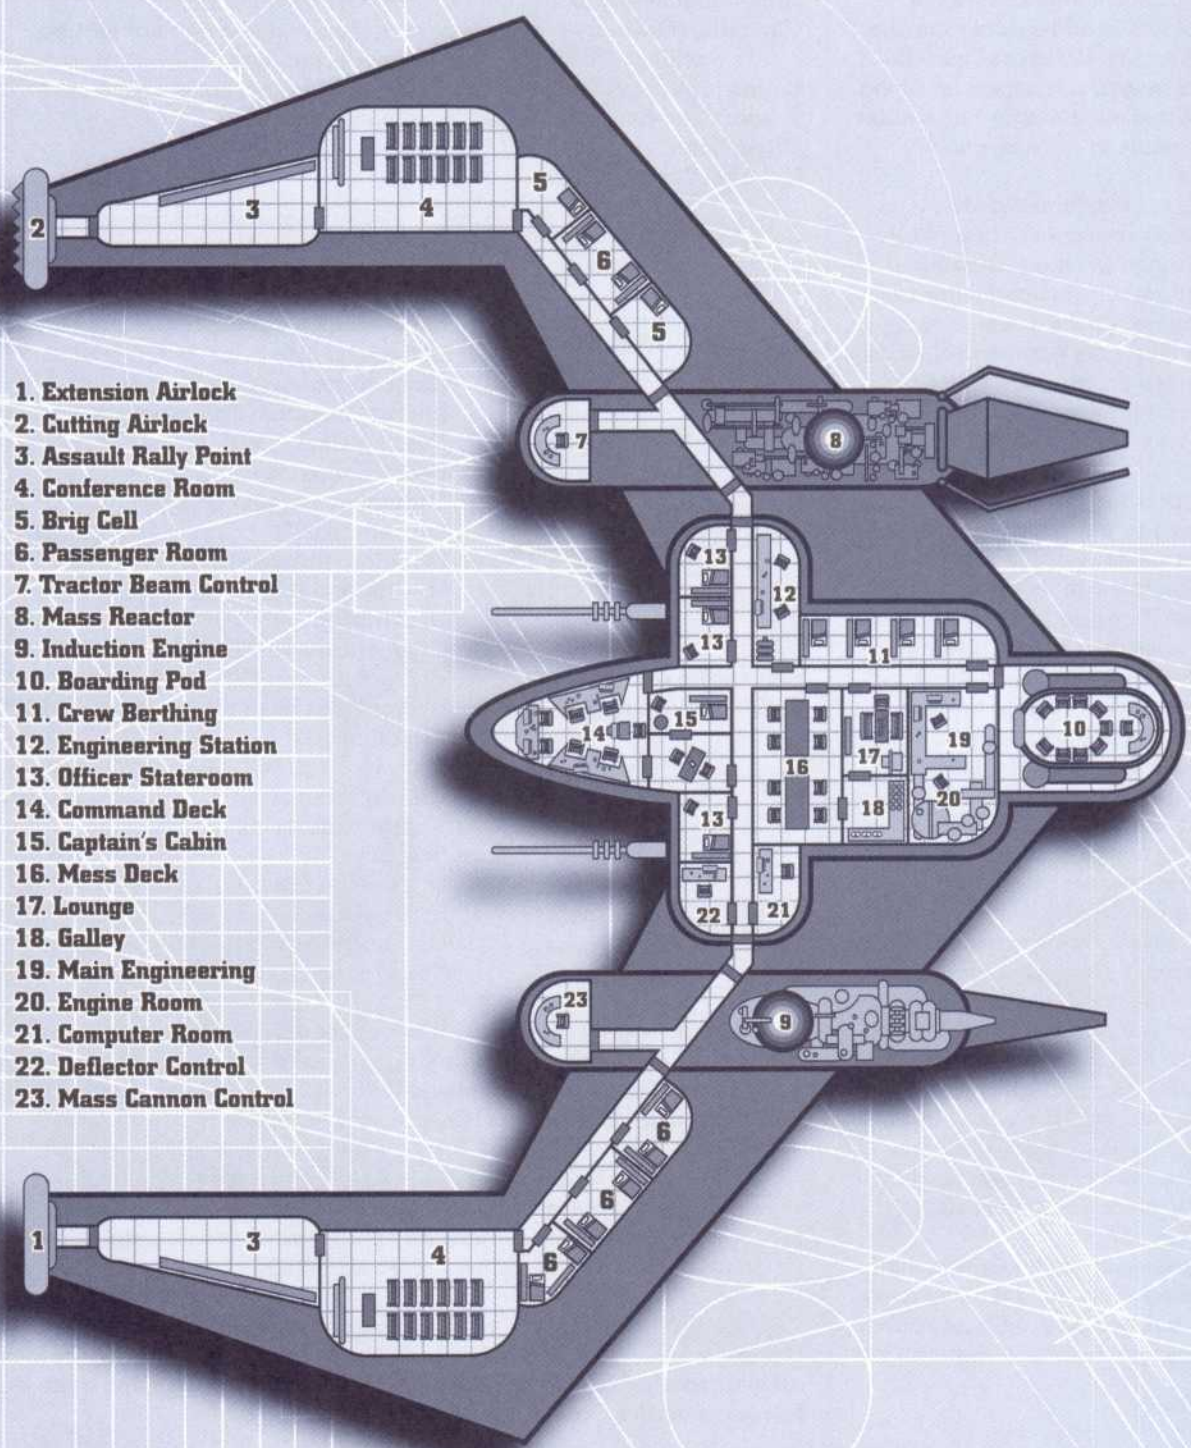 2
3
4
5
6
5
7
8
13
12
13
11
14
15
16
17
19
10
18
20
13
22
21
23
9
6
6
6
1
3
4
1. Extension Airlock
2. Cutting Airlock
3. Assault Rally Point
4. Conference Room
5. Brig Cell
6. Passenger Room
7. Tractor Beam Control
8. Mass Reactor
9. Induction Engine
10. Boarding Pod
11. Crew Berthing
12. Engineering Station
13. Officer Stateroom
14. Command Deck
15. Captain's Cabin
16. Mess Deck
17. Lounge
18. Galley
19. Main Engineering
20. Engine Room
21. Computer Room
22. Deflector Control
23. Mass Cannon Control